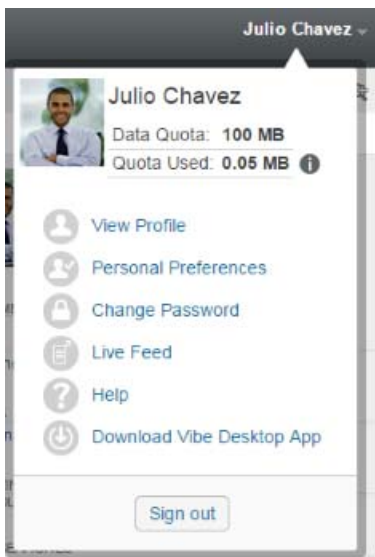 Julio Chavez
Julio Chavez
Data Quota: 100 MB
Quota Used: 0.05 MB
View Profile
Personal Preferences
Change Password
Live Feed
Help
Download Vibe Desktop App
Sign out